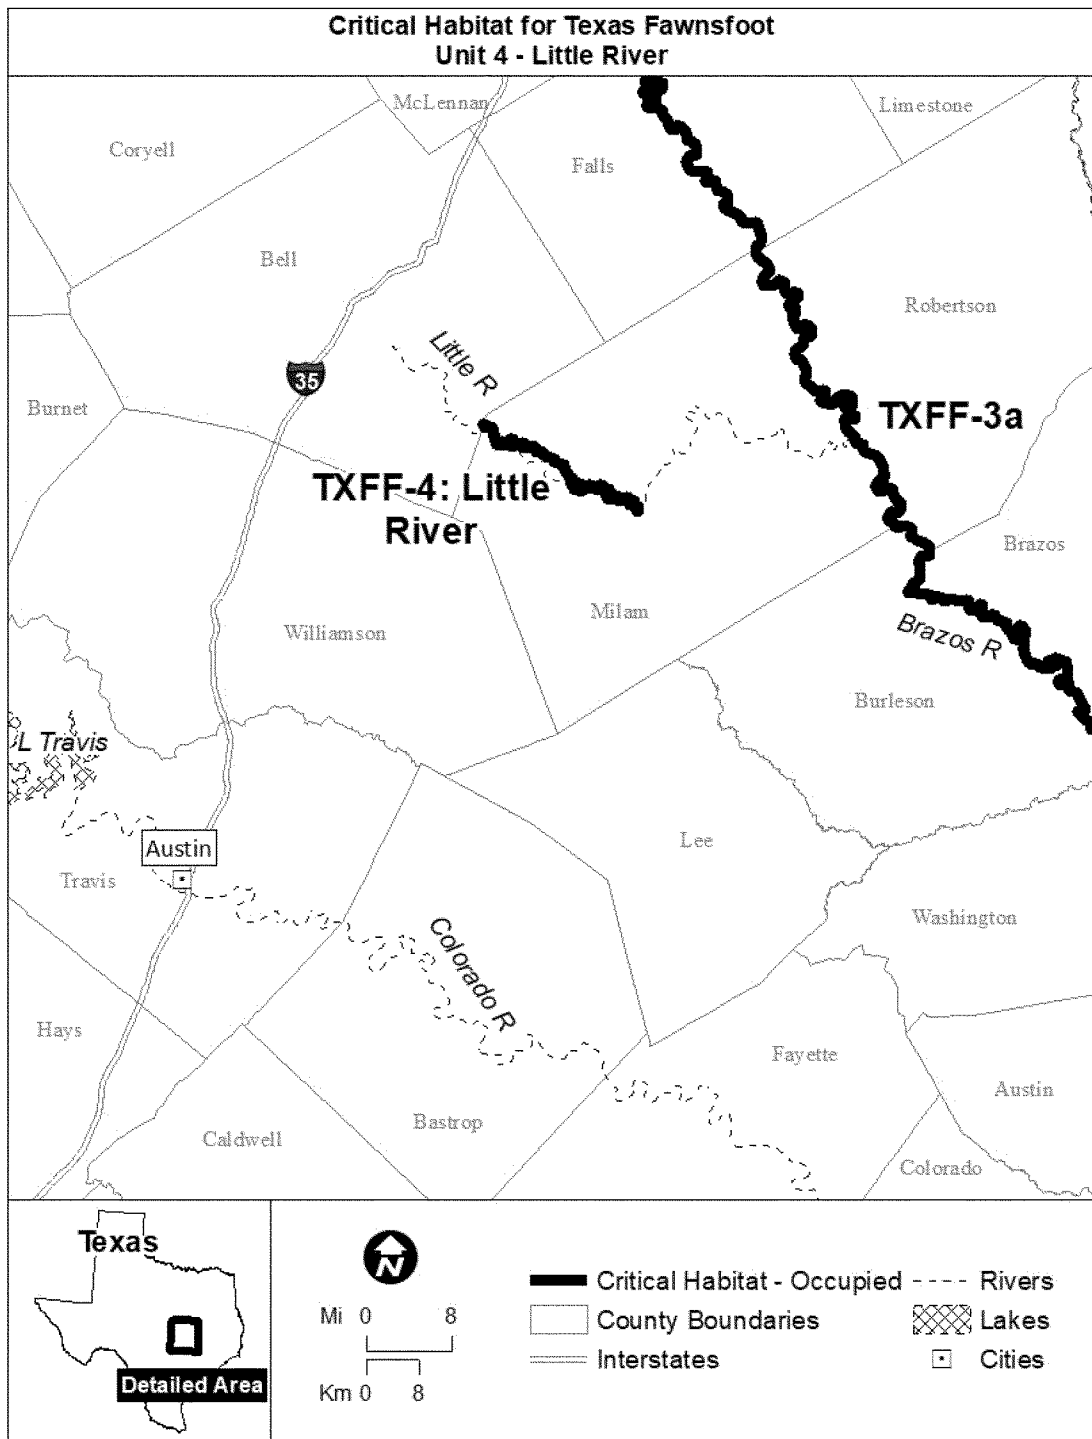 Critical Habitat for Texas Fawnsfoot
Unit 4 - Little River
McLennan
Limestone
Coryell
Falls
Bell
Robertson
Little R
35
Burnet
TXFF-3a
TXFF-4: Little
River
Brazos
Milam
Williamson
Brazos R
Burleson
L Travis
Austin
Lee
Travis
Washington
Colorado R
Hays
Fayette
Austin
Bastrop
Caldwell
Colorado
Texas
Detailed Area
N
Mi 0 8
Km 0 8
Critical Habitat - Occupied
County Boundaries
Interstates
Rivers
Lakes
Cities